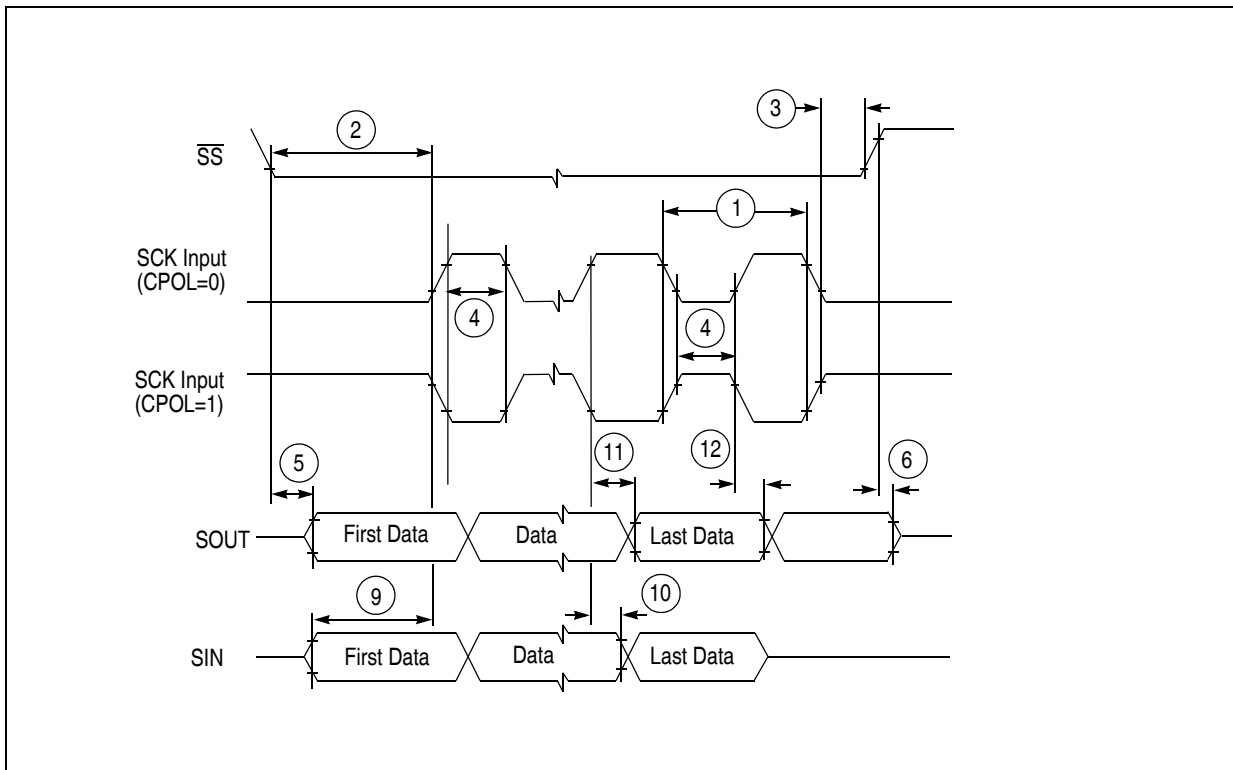 3
2
SS
1
SCK Input
(CPOL=0)
4
4
SCK Input
(CPOL=1)
11
12
5
6
SOUT
First Data
Data
Last Data
9
10
SIN
First Data
Data
Last Data